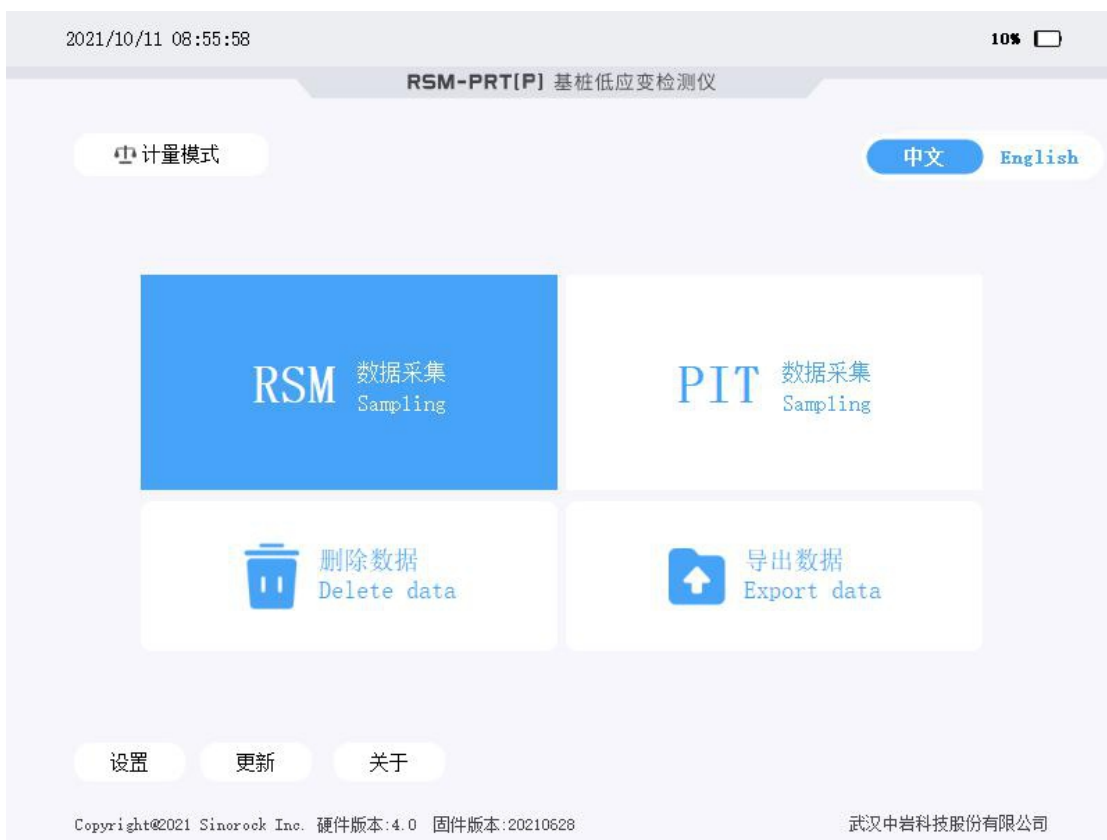 2021/10/11 08:55:58 10%
RSM-PRT(P) 基桩低应变检测仪
计量模式 中文 English
RSM 数据采集 Sampling
PIT 数据采集 Sampling
删除数据
Delete data
导出数据
Export data
设置 更新 关于
Copyright@2021 Sinorock Inc. 硬件版本:4.0 固件版本:20210628 武汉中岩科技股份有限公司